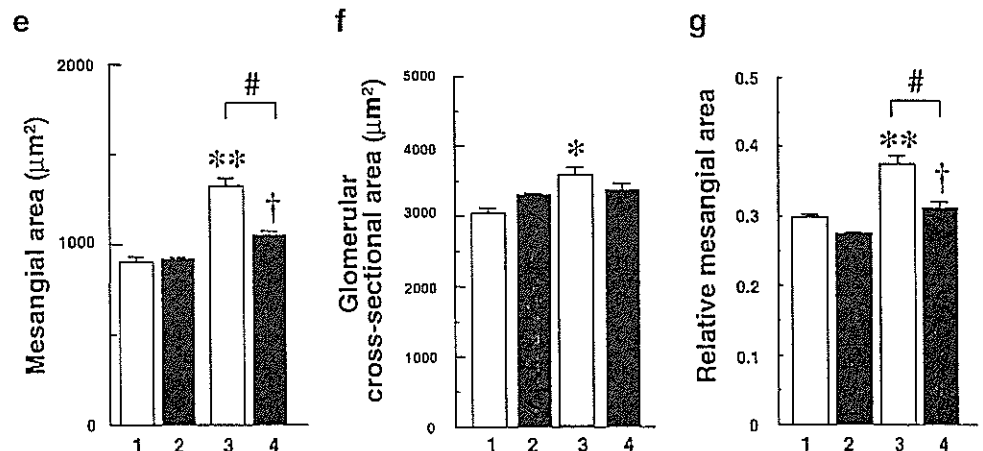 e
Mesangial area (μm²)
2000
1000
0
**
#
†
1 2 3 4
f
Glomerular
cross-sectional area (μm²)
5000
4000
3000
2000
1000
0
*
1 2 3 4
g
Relative mesangial area
0.5
0.4
0.3
0.2
0.1
0
**
#
†
1 2 3 4